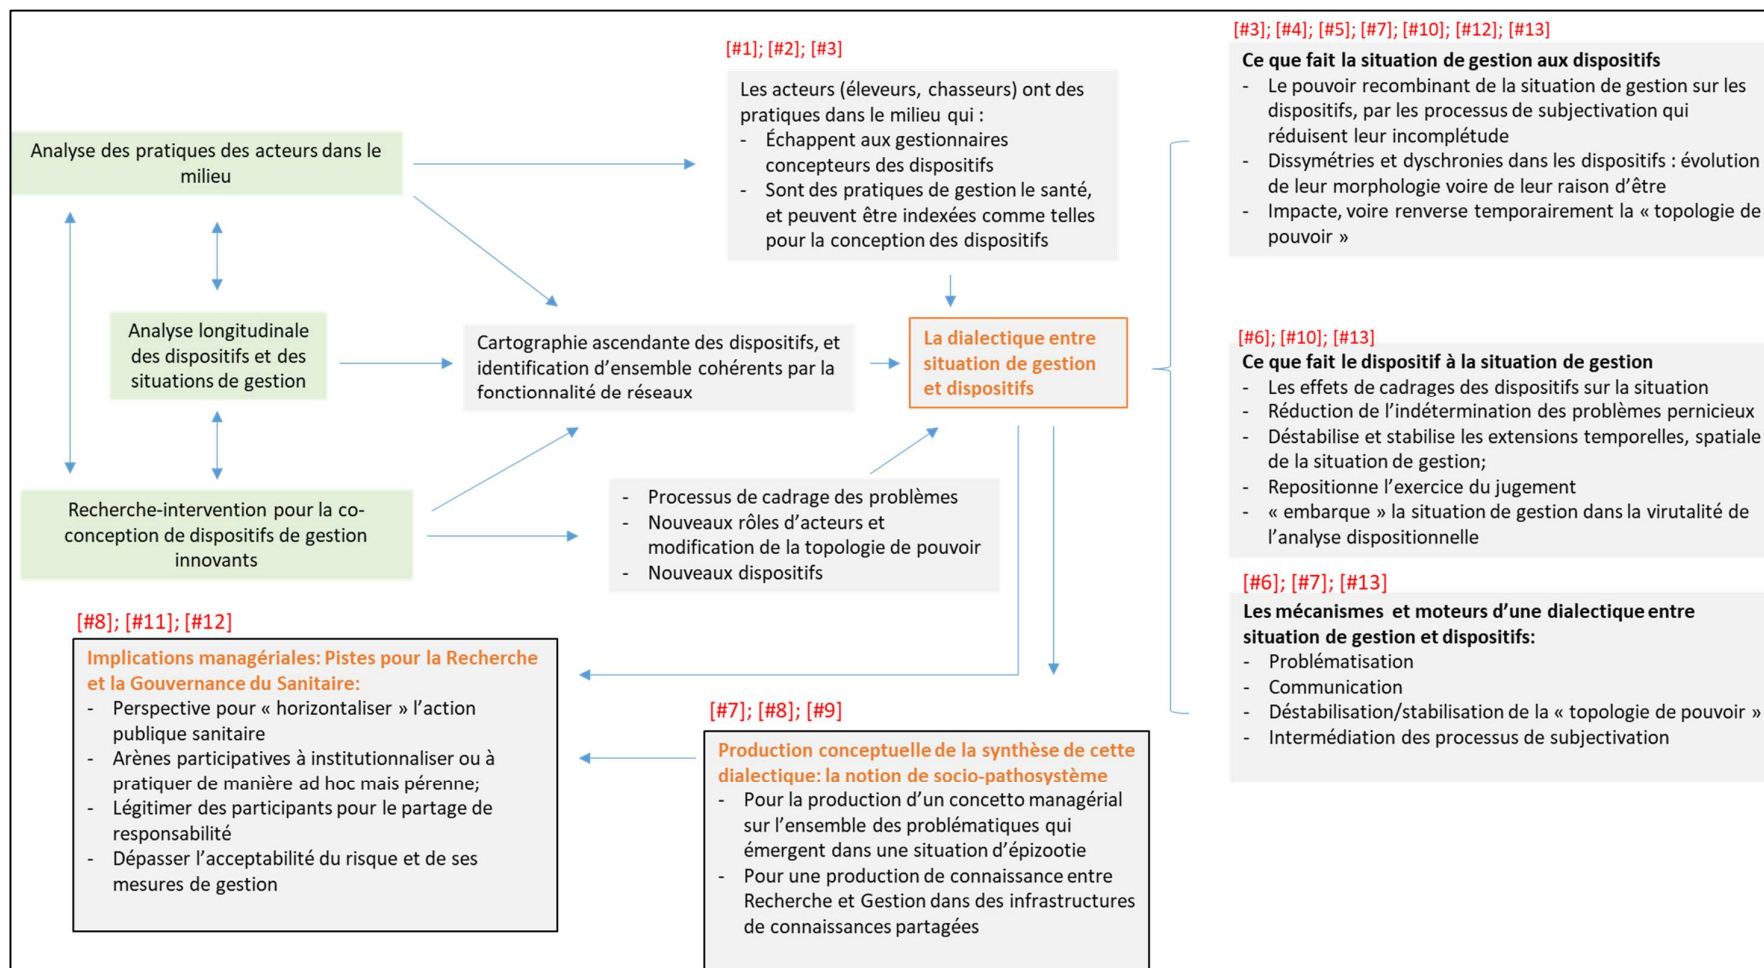 Analyse des pratiques des acteurs dans le
milieu
Analyse longitudinale
des dispositifs et des
situations de gestion
Recherche-intervention pour la co-
conception de dispositifs de gestion
innovants
[#1]; [#2]; [#3]
Les acteurs (éleveurs, chasseurs) ont des
pratiques dans le milieu qui :
- Échappent aux gestionnaires
concepteurs des dispositifs
- Sont des pratiques de gestion le santé,
et peuvent être indexées comme telles
pour la conception des dispositifs
Cartographie ascendante des dispositifs, et
identification d'ensemble cohérents par la
fonctionnalité de réseaux
- Processus de cadrage des problèmes
- Nouveaux rôles d'acteurs et
modification de la topologie de pouvoir
- Nouveaux dispositifs
La dialectique entre
situation de gestion
et dispositifs
[#3]; [#4]; [#5]; [#7]; [#10]; [#12]; [#13]
Ce que fait la situation de gestion aux dispositifs
- Le pouvoir recombinant de la situation de gestion sur les
dispositifs, par les processus de subjectivation qui
réduisent leur incomplétude
- Dissymétries et dyschronies dans les dispositifs : évolution
de leur morphologie voire de leur raison d'être
- Impacte, voire renverse temporairement la « topologie de
pouvoir »
[#6]; [#10]; [#13]
Ce que fait le dispositif à la situation de gestion
- Les effets de cadrages des dispositifs sur la situation
- Réduction de l'indétermination des problèmes pernicieux
- Déstabilise et stabilise les extensions temporelles, spatiale
de la situation de gestion;
- Repositionne l'exercice du jugement
- « embarque » la situation de gestion dans la virutalité de
l'analyse dispositionnelle
[#6]; [#7]; [#13]
Les mécanismes et moteurs d'une dialectique entre
situation de gestion et dispositifs:
- Problématisation
- Communication
- Déstabilisation/stabilisation de la « topologie de pouvoir »
- Intermédiation des processus de subjectivation
[#8]; [#11]; [#12]
Implications managériales: Pistes pour la Recherche
et la Gouvernance du Sanitaire:
- Perspective pour « horizontaliser » l'action
publique sanitaire
- Arènes participatives à institutionnaliser ou à
pratiquer de manière ad hoc mais pérenne;
- Légitimer des participants pour le partage de
responsabilité
- Dépasser l'acceptabilité du risque et de ses
mesures de gestion
[#7]; [#8]; [#9]
Production conceptuelle de la synthèse de cette
dialectique: la notion de socio-pathosystème
- Pour la production d'un concetto managérial
sur l'ensemble des problématiques qui
émergent dans une situation d'épizootie
- Pour une production de connaissance entre
Recherche et Gestion dans des infrastructures
de connaissances partagées